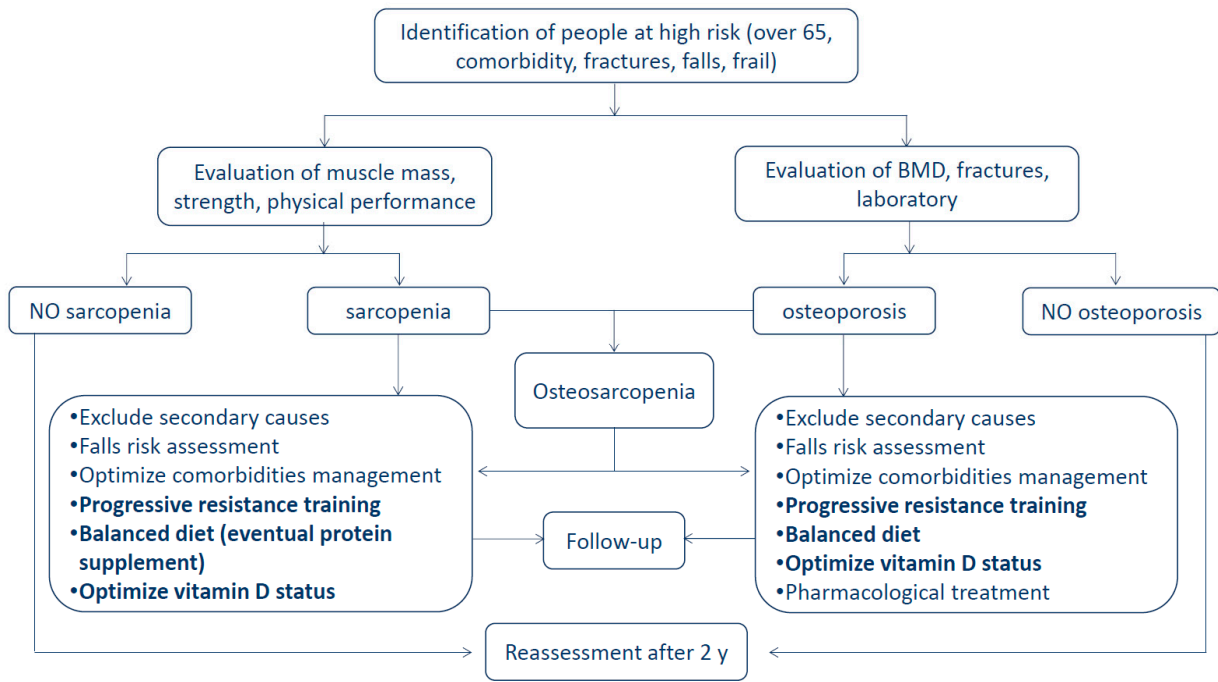 Identification of people at high risk (over 65,
comorbidity, fractures, falls, frail)
Evaluation of muscle mass,
strength, physical performance
Evaluation of BMD, fractures,
laboratory
NO sarcopenia
sarcopenia
osteoporosis
NO osteoporosis
Osteosarcopenia
•Exclude secondary causes
•Falls risk assessment
•Optimize comorbidities management
•Progressive resistance training
•Balanced diet (eventual protein
supplement)
•Optimize vitamin D status
•Exclude secondary causes
•Falls risk assessment
•Optimize comorbidities management
•Progressive resistance training
•Balanced diet
•Optimize vitamin D status
•Pharmacological treatment
Follow-up
Reassessment after 2 y